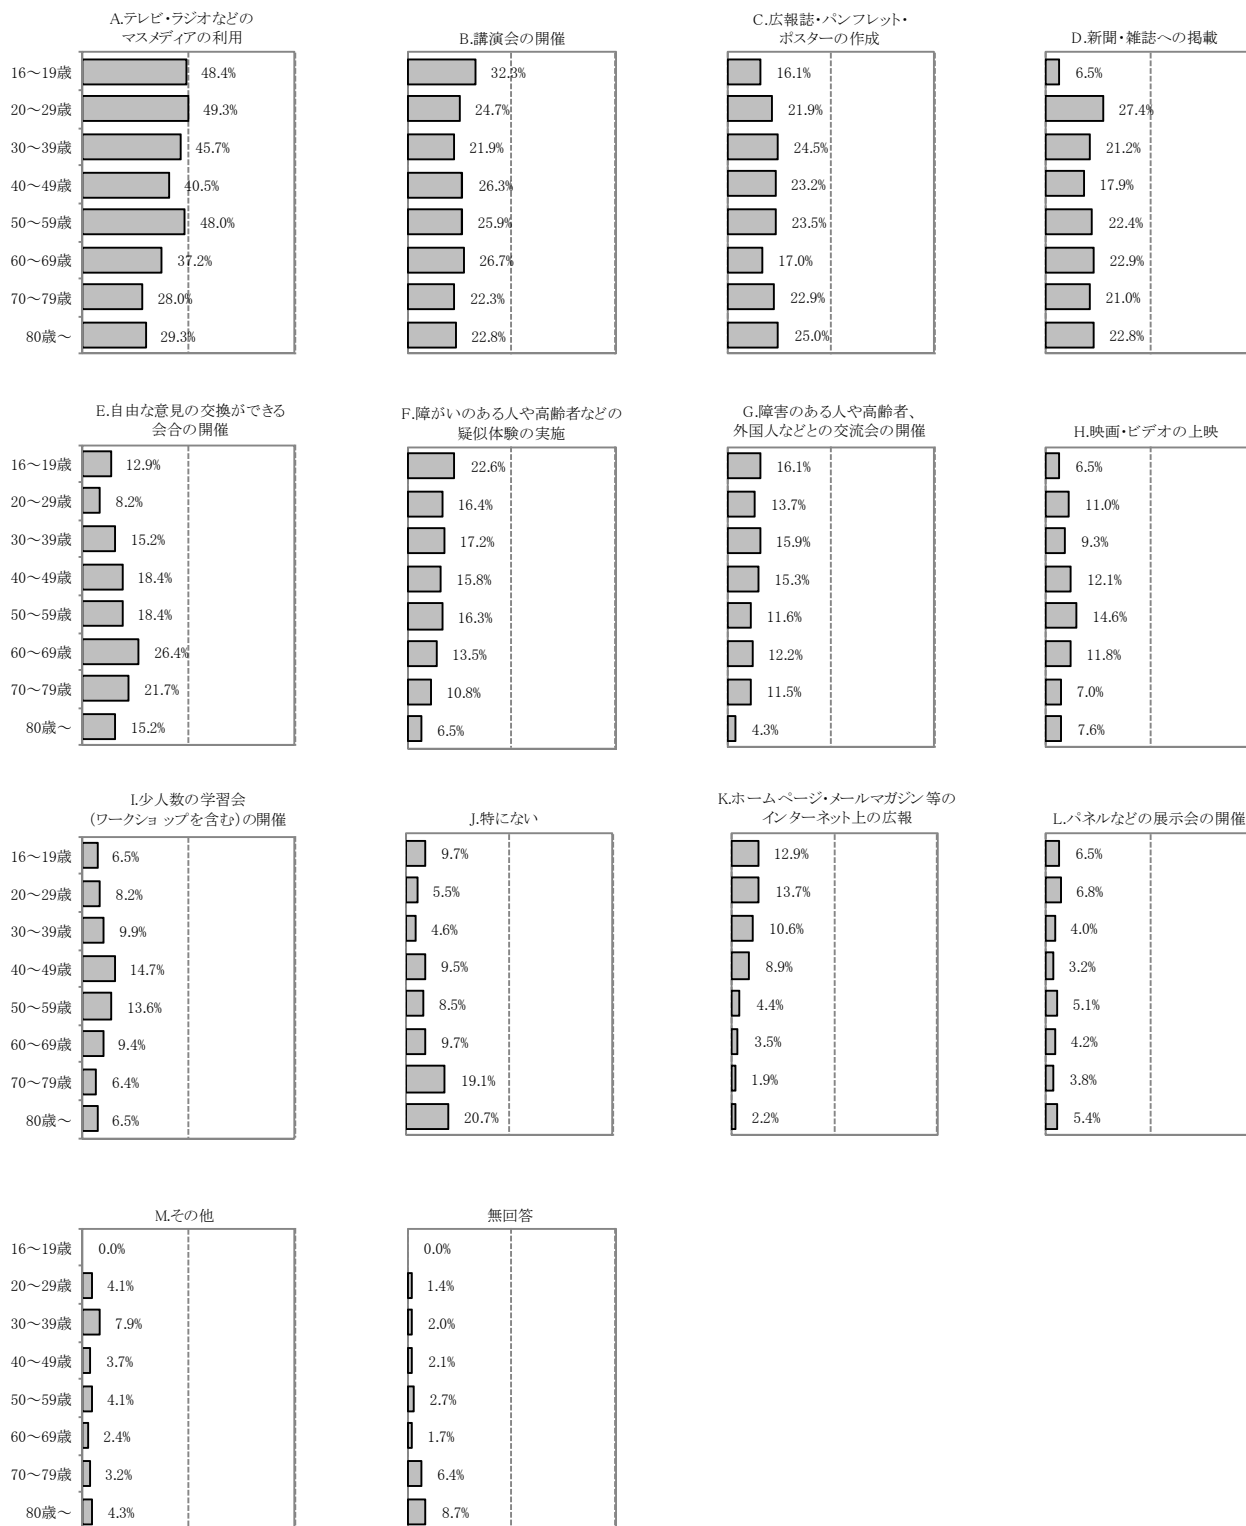 A.テレビ・ラジオなどの
マスメディアの利用
16～19歳 48.4%
20～29歳 49.3%
30～39歳 45.7%
40～49歳 40.5%
50～59歳 48.0%
60～69歳 37.2%
70～79歳 28.0%
80歳～ 29.3%
B.講演会の開催
32.3%
24.7%
21.9%
26.3%
25.9%
26.7%
22.3%
22.8%
C.広報誌・パンフレット・
ポスターの作成
16.1%
21.9%
24.5%
23.2%
23.5%
17.0%
22.9%
25.0%
D.新聞・雑誌への掲載
6.5%
27.4%
21.2%
17.9%
22.4%
22.9%
21.0%
22.8%
E.自由な意見の交換ができる
会合の開催
16～19歳 12.9%
20～29歳 8.2%
30～39歳 15.2%
40～49歳 18.4%
50～59歳 18.4%
60～69歳 26.4%
70～79歳 21.7%
80歳～ 15.2%
F.障がいのある人や高齢者などの
疑似体験の実施
22.6%
16.4%
17.2%
15.8%
16.3%
13.5%
10.8%
6.5%
G.障害のある人や高齢者、
外国人などとの交流会の開催
16.1%
13.7%
15.9%
15.3%
11.6%
12.2%
11.5%
4.3%
H.映画・ビデオの上映
6.5%
11.0%
9.3%
12.1%
14.6%
11.8%
7.0%
7.6%
I.少人数の学習会
（ワークショップを含む）の開催
16～19歳 6.5%
20～29歳 8.2%
30～39歳 9.9%
40～49歳 14.7%
50～59歳 13.6%
60～69歳 9.4%
70～79歳 6.4%
80歳～ 6.5%
J.特にない
9.7%
5.5%
4.6%
9.5%
8.5%
9.7%
19.1%
20.7%
K.ホームページ・メールマガジン等の
インターネット上の広報
12.9%
13.7%
10.6%
8.9%
4.4%
3.5%
1.9%
2.2%
L.パネルなどの展示会の開催
6.5%
6.8%
4.0%
3.2%
5.1%
4.2%
3.8%
5.4%
M.その他
16～19歳 0.0%
20～29歳 4.1%
30～39歳 7.9%
40～49歳 3.7%
50～59歳 4.1%
60～69歳 2.4%
70～79歳 3.2%
80歳～ 4.3%
無回答
0.0%
1.4%
2.0%
2.1%
2.7%
1.7%
6.4%
8.7%